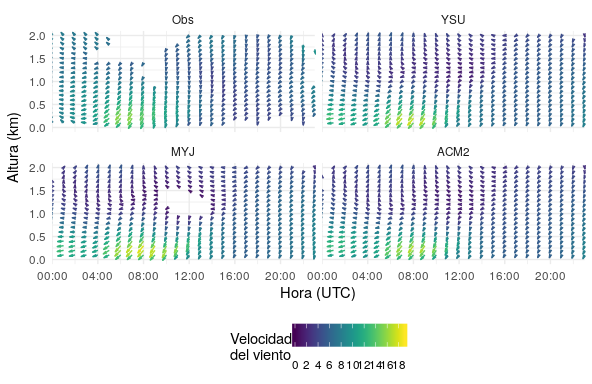 Obs YSU
2.0 1.5 1.0 0.5 0.0
Altura (km)
MYJ ACM2
2.0 1.5 1.0 0.5 0.0
00:00 04:00 08:00 12:00 16:00 20:00 00:00 04:00 08:00 12:00 16:00 20:00
Hora (UTC)
Velocidad
del viento
0 2 4 6 8 10 12 14 16 18